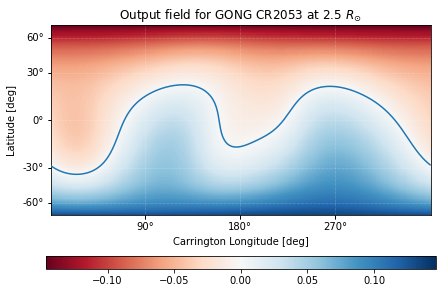 Output field for GONG CR2053 at 2.5 R⊙
60°
30°
0°
-30°
-60°
Latitude [deg]
90° 180° 270°
Carrington Longitude [deg]
−0.10 −0.05 0.00 0.05 0.10